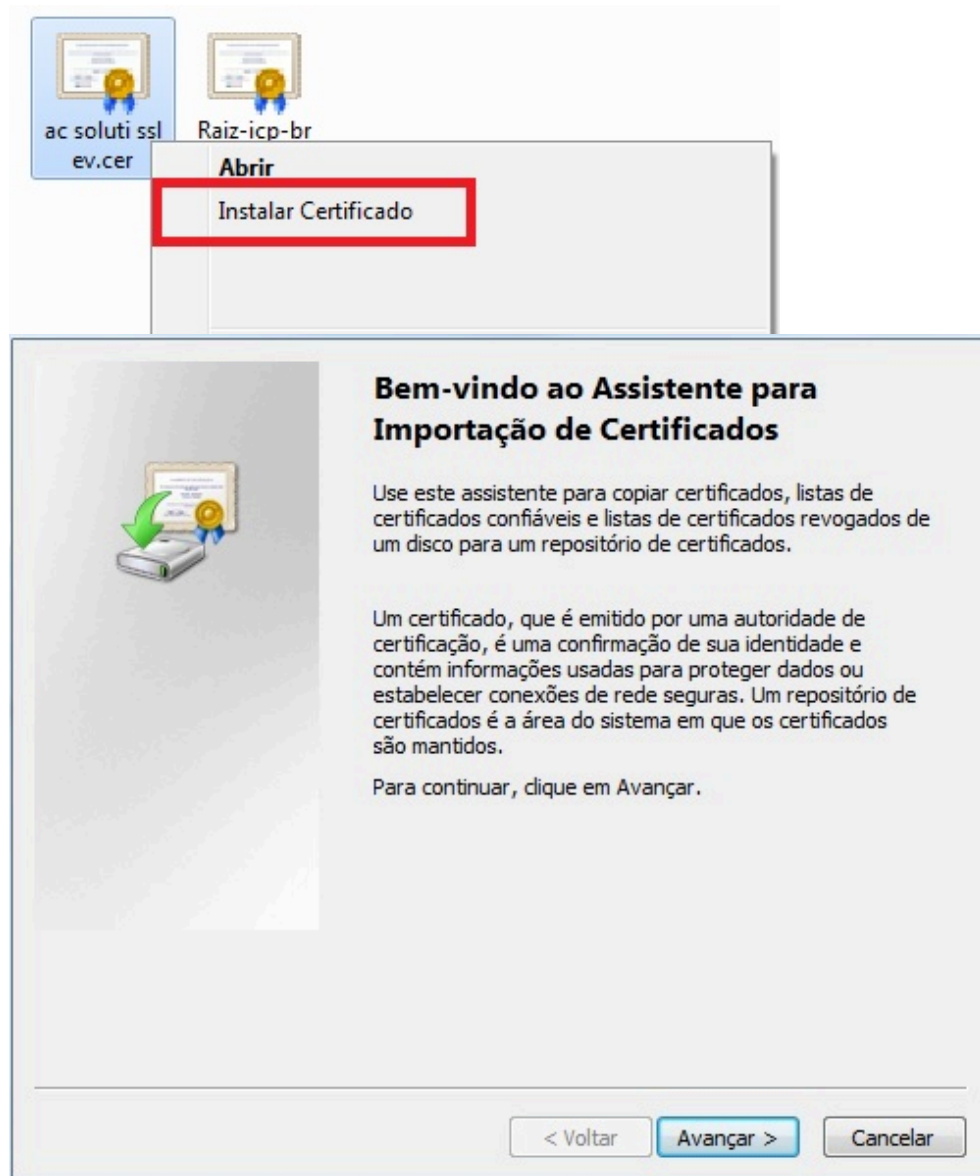 ac soluti ssl
ev.cer
Raiz-icp-br
Abrir
Instalar Certificado
Bem-vindo ao Assistente para
Importação de Certificados
Use este assistente para copiar certificados, listas de
certificados confiáveis e listas de certificados revogados de
um disco para um repositório de certificados.
Um certificado, que é emitido por uma autoridade de
certificação, é uma confirmação de sua identidade e
contém informações usadas para proteger dados ou
estabelecer conexões de rede seguras. Um repositório de
certificados é a área do sistema em que os certificados
são mantidos.
Para continuar, clique em Avançar.
< Voltar
Avançar >
Cancelar